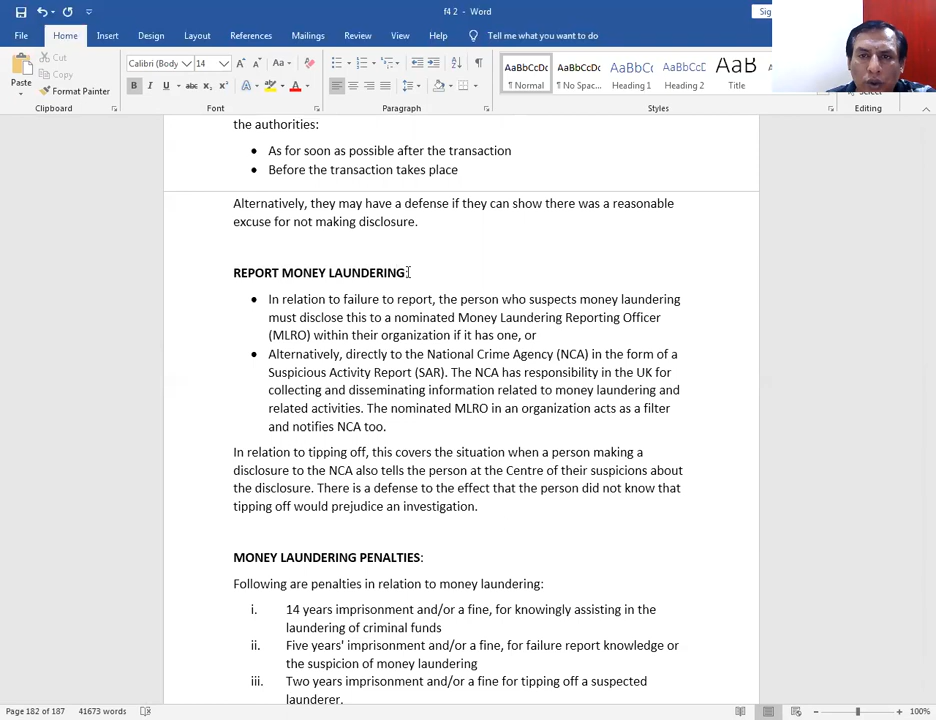 f4 2 - Word
Sig
File Home Insert Design Layout References Mailings Review View Help Tell me what you want to do
Cut
Copy
Paste
Format Painter
Calibri (Body) 14
Aa
B I U abc x₂ x² A A
AaBbCcDc AaBbCcDc AaBbCc AaBbCcD AaB
¶ Normal ¶ No Spac... Heading 1 Heading 2 Title
Clipboard Font Paragraph Styles Editing
the authorities:
• As for soon as possible after the transaction
• Before the transaction takes place
Alternatively, they may have a defense if they can show there was a reasonable
excuse for not making disclosure.
REPORT MONEY LAUNDERING:
• In relation to failure to report, the person who suspects money laundering
must disclose this to a nominated Money Laundering Reporting Officer
(MLRO) within their organization if it has one, or
• Alternatively, directly to the National Crime Agency (NCA) in the form of a
Suspicious Activity Report (SAR). The NCA has responsibility in the UK for
collecting and disseminating information related to money laundering and
related activities. The nominated MLRO in an organization acts as a filter
and notifies NCA too.
In relation to tipping off, this covers the situation when a person making a
disclosure to the NCA also tells the person at the Centre of their suspicions about
the disclosure. There is a defense to the effect that the person did not know that
tipping off would prejudice an investigation.
MONEY LAUNDERING PENALTIES:
Following are penalties in relation to money laundering:
i. 14 years imprisonment and/or a fine, for knowingly assisting in the
laundering of criminal funds
ii. Five years' imprisonment and/or a fine, for failure report knowledge or
the suspicion of money laundering
iii. Two years imprisonment and/or a fine for tipping off a suspected
launderer.
Page 182 of 187 41673 words 100%